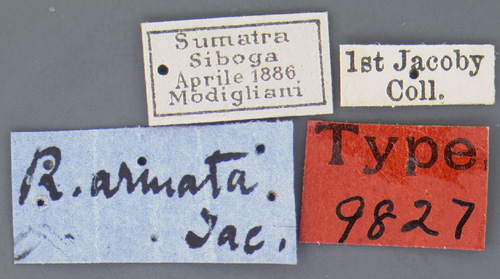 Sumatra
Siboga
Aprile 1886
Modigliani
1st Jacoby
Coll.
R. armata
Jac.
Type
9827